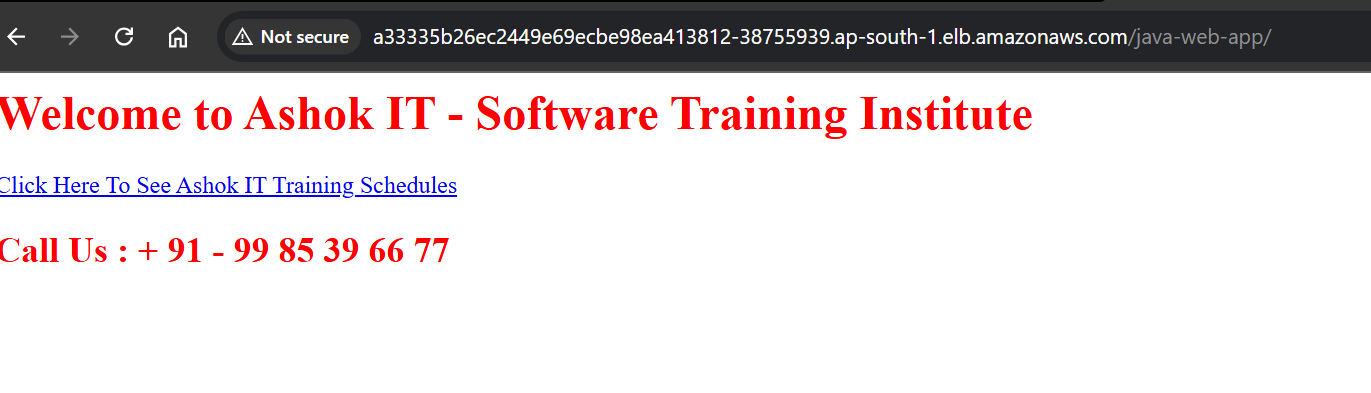 Not secure a33335b26ec2449e69ecbe98ea413812-38755939.ap-south-1.elb.amazonaws.com/java-web-app/
Welcome to Ashok IT - Software Training Institute
Click Here To See Ashok IT Training Schedules
Call Us : + 91 - 99 85 39 66 77